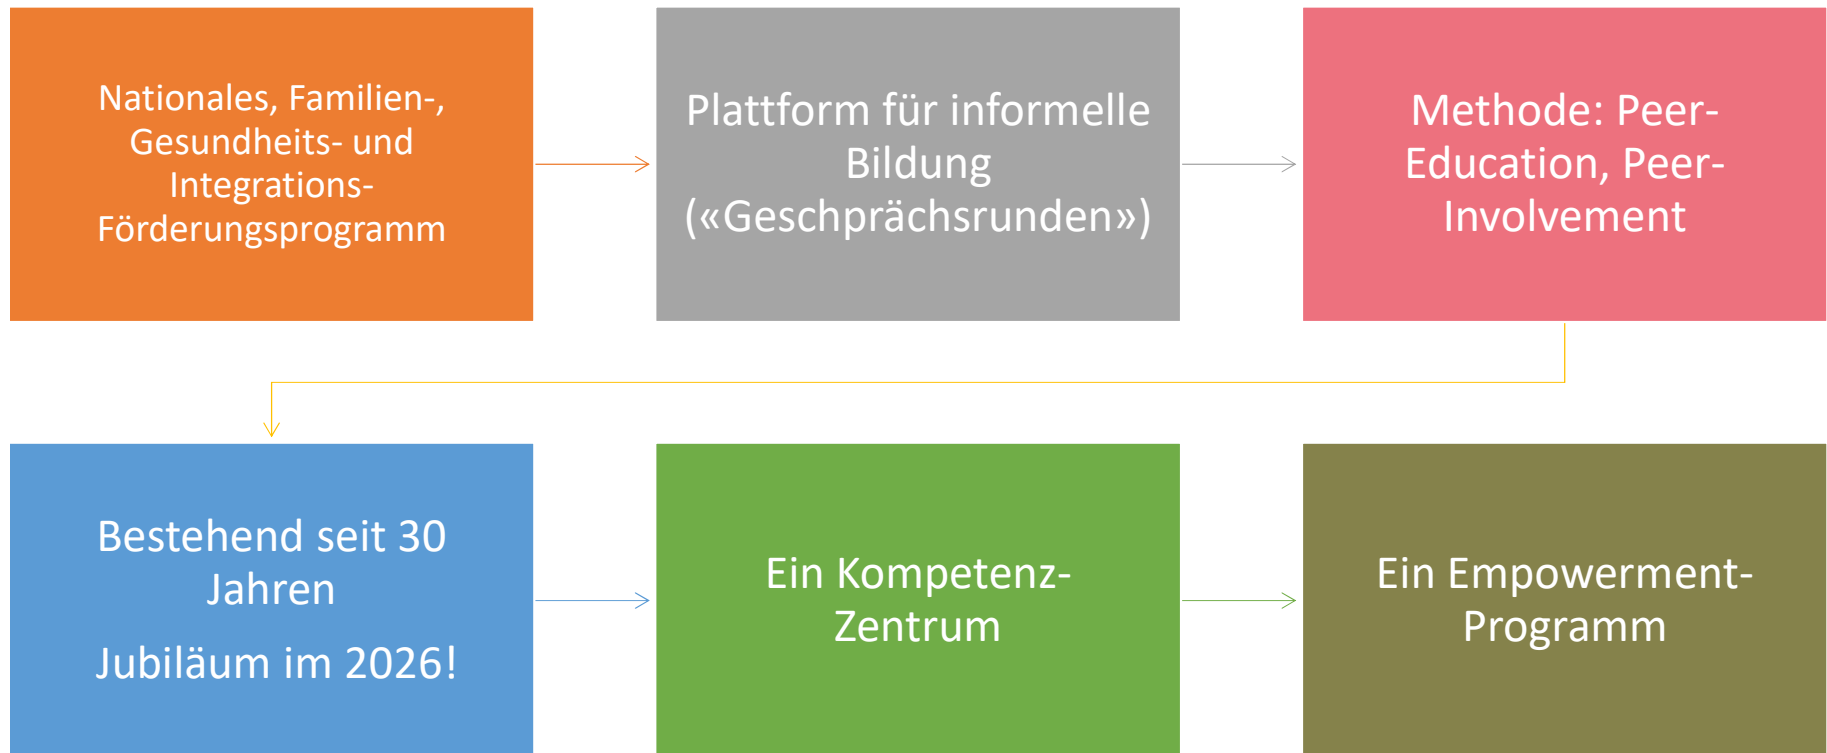 Nationales, Familien-,
Gesundheits- und
Integrations-
Förderungsprogramm
Plattform für informelle
Bildung
(«Geschprächsrunden»)
Methode: Peer-
Education, Peer-
Involvement
Bestehend seit 30
Jahren
Jubiläum im 2026!
Ein Kompetenz-
Zentrum
Ein Empowerment-
Programm